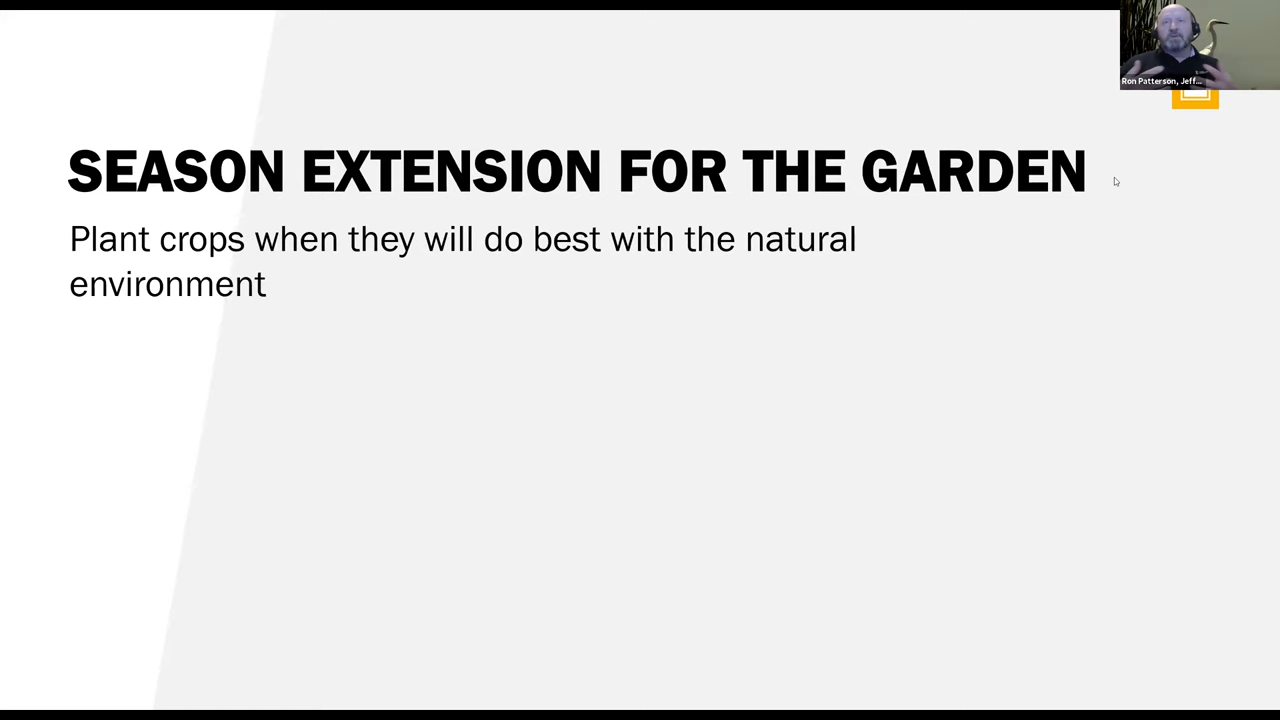 Ron Patterson, Jeff...
SEASON EXTENSION FOR THE GARDEN
Plant crops when they will do best with the natural
environment